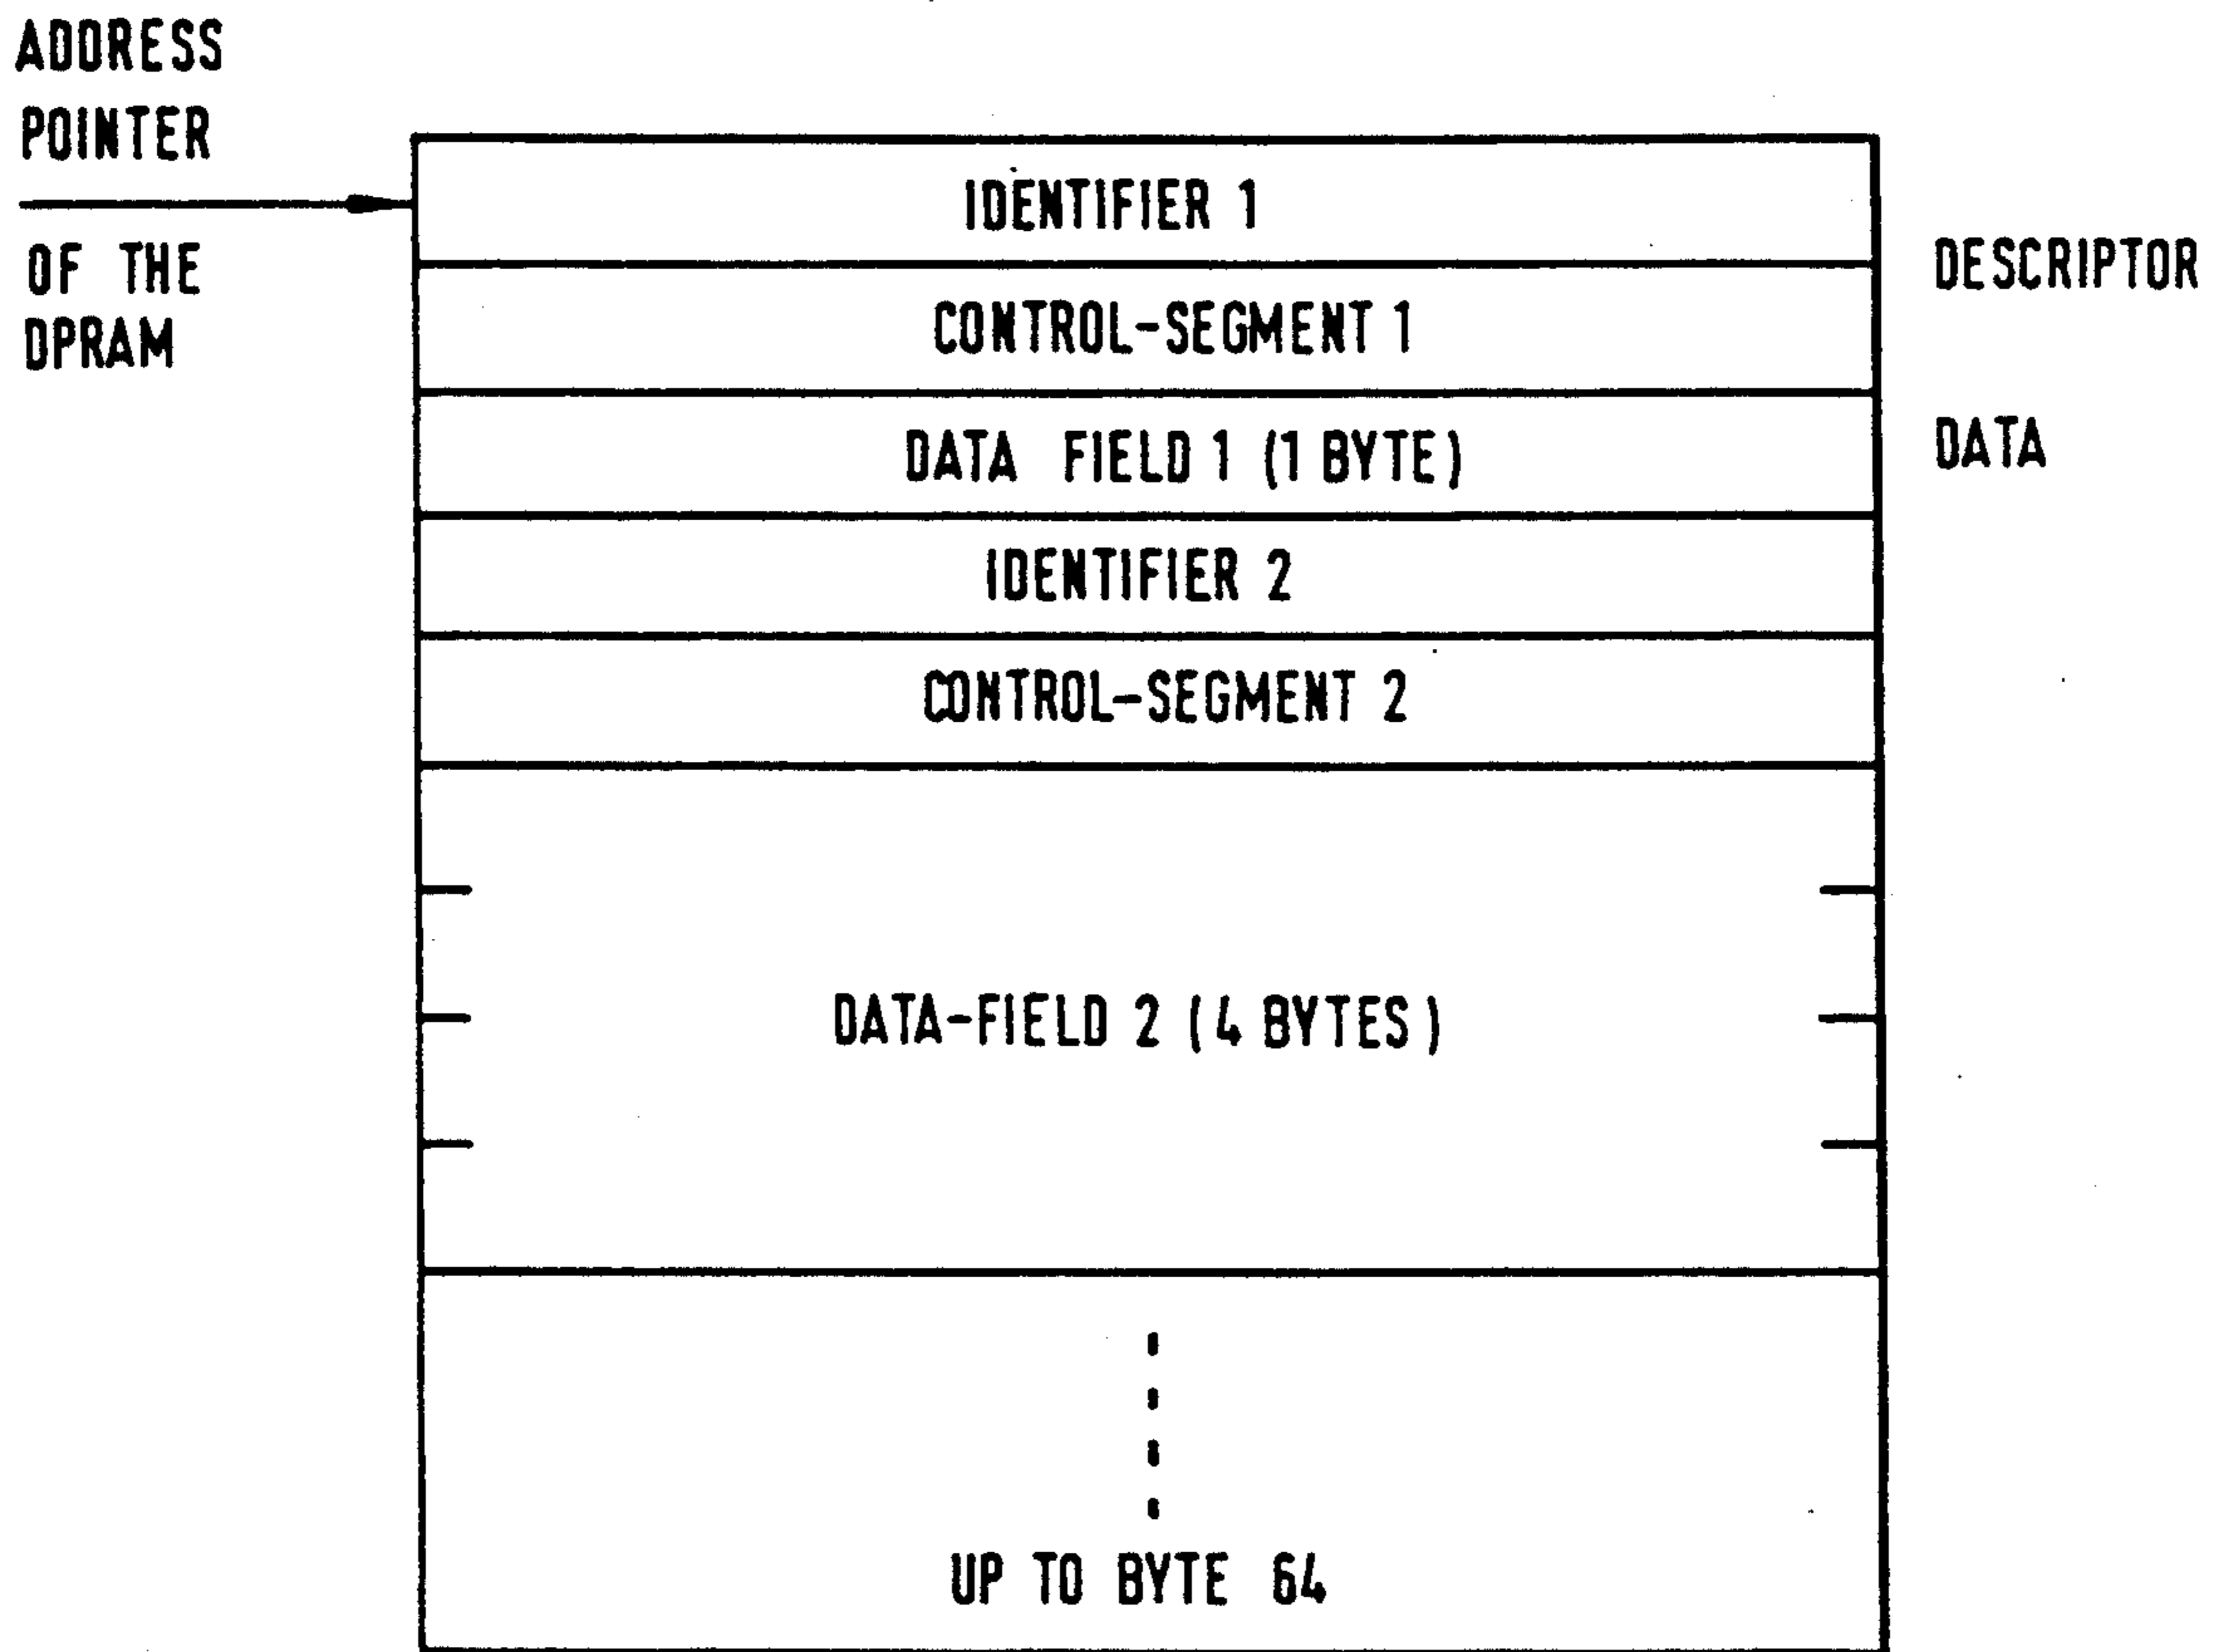 ADDRESS
POINTER
OF THE
DPRAM
IDENTIFIER 1
DESCRIPTOR
CONTROL-SEGMENT 1
DATA FIELD 1 (1 BYTE)
DATA
IDENTIFIER 2
CONTROL-SEGMENT 2
DATA-FIELD 2 (4 BYTES)
UP TO BYTE 64